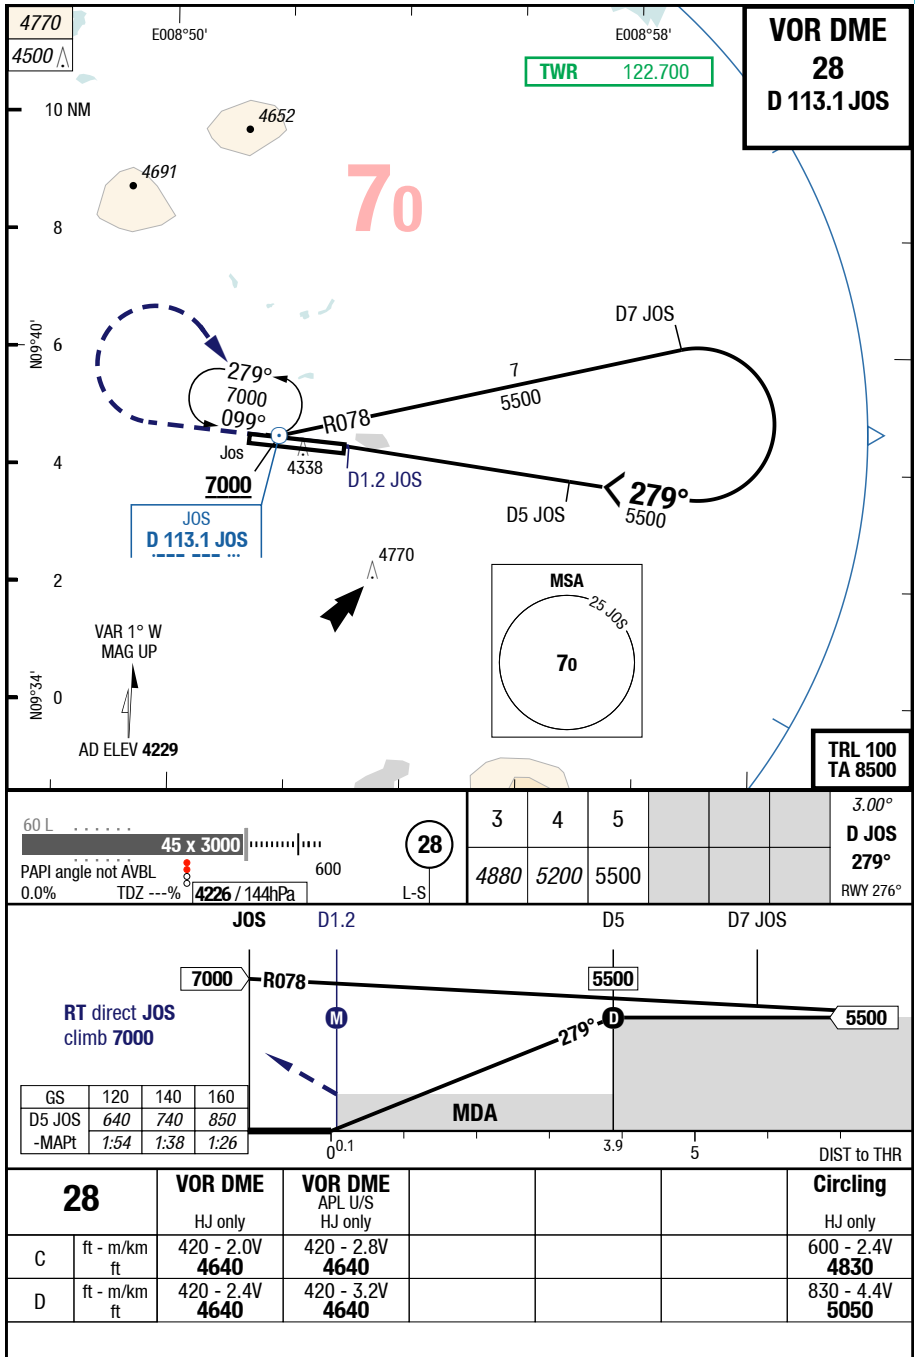 4770
4500
E008°50'
E008°58'
VOR DME
28
D 113.1 JOS
TWR 122.700
10 NM
4652
4691
70
8
D7 JOS
N09°40'
6
279°
7000
099°
7
5500
R078
Jos
4338
4
7000
D1.2 JOS
279°
5500
D5 JOS
JOS
D 113.1 JOS
4770
2
MSA
25 JOS
70
VAR 1° W
MAG UP
N09°34'
0
AD ELEV 4229
TRL 100
TA 8500
60 L
45 x 3000
600
PAPI angle not AVBL
0.0% TDZ ---% 4226 / 144hPa
28
L-S
3 4 5
4880 5200 5500
3.00°
D JOS
279°
RWY 276°
JOS D1.2 D5 D7 JOS
7000 R078 5500
RT direct JOS
climb 7000
M
279°
D
5500
MDA
GS 120 140 160
D5 JOS 640 740 850
-MAPt 1:54 1:38 1:26
0 0.1 3.9 5 DIST to THR
28
VOR DME
HJ only
VOR DME
APL U/S
HJ only
Circling
HJ only
C ft - m/km 420 - 2.0V 420 - 2.8V 600 - 2.4V
ft 4640 4640 4830
D ft - m/km 420 - 2.4V 420 - 3.2V 830 - 4.4V
ft 4640 4640 5050